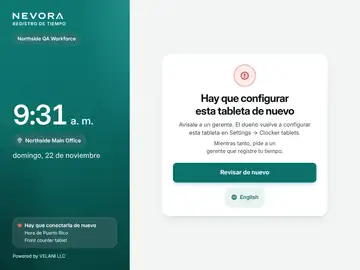 NEVORA
REGISTRO DE TIEMPO
Northside QA Workforce
9:31 a. m.
Northside Main Office
domingo, 22 de noviembre
Hay que conectarla de nuevo
Hora de Puerto Rico
Front counter tablet
Powered by VELANI LLC
Hay que configurar
esta tableta de nuevo
Avísale a un gerente. El dueño vuelve a configurar
esta tableta en Settings → Clocker tablets.
Mientras tanto, pide a un
gerente que registre tu tiempo.
Revisar de nuevo
English